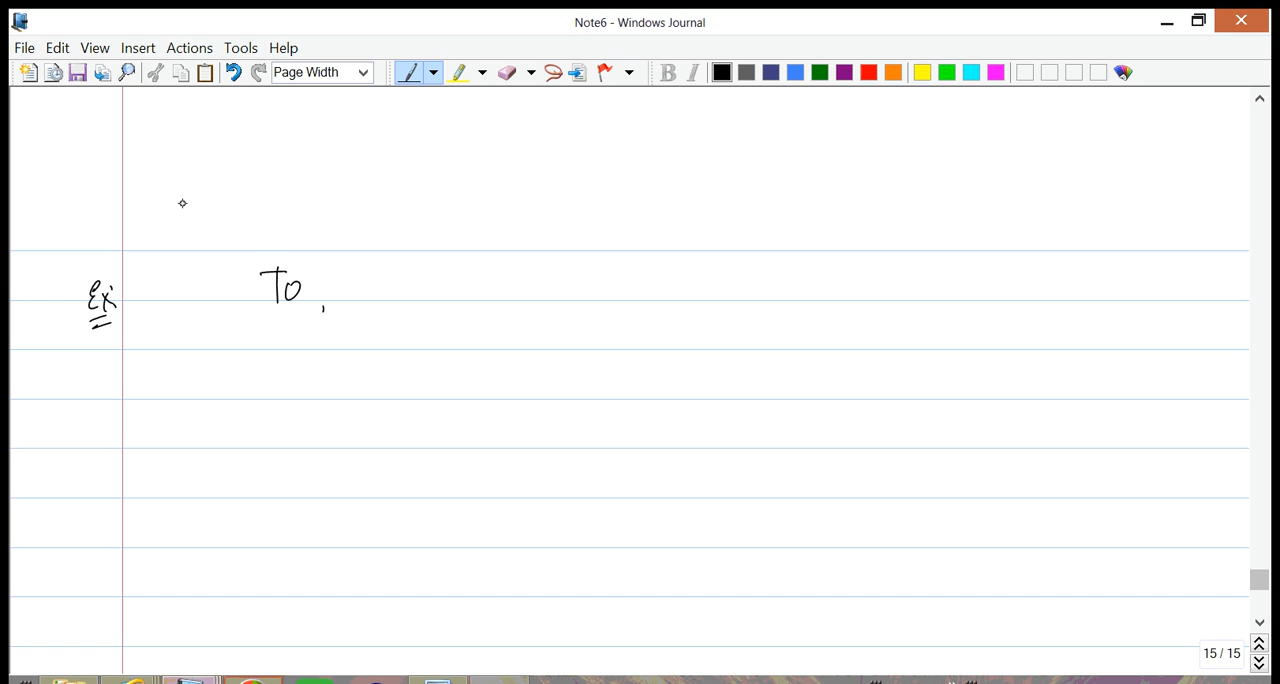 Note6 - Windows Journal
File Edit View Insert Actions Tools Help
Page Width B I
Ex: To,
15 / 15